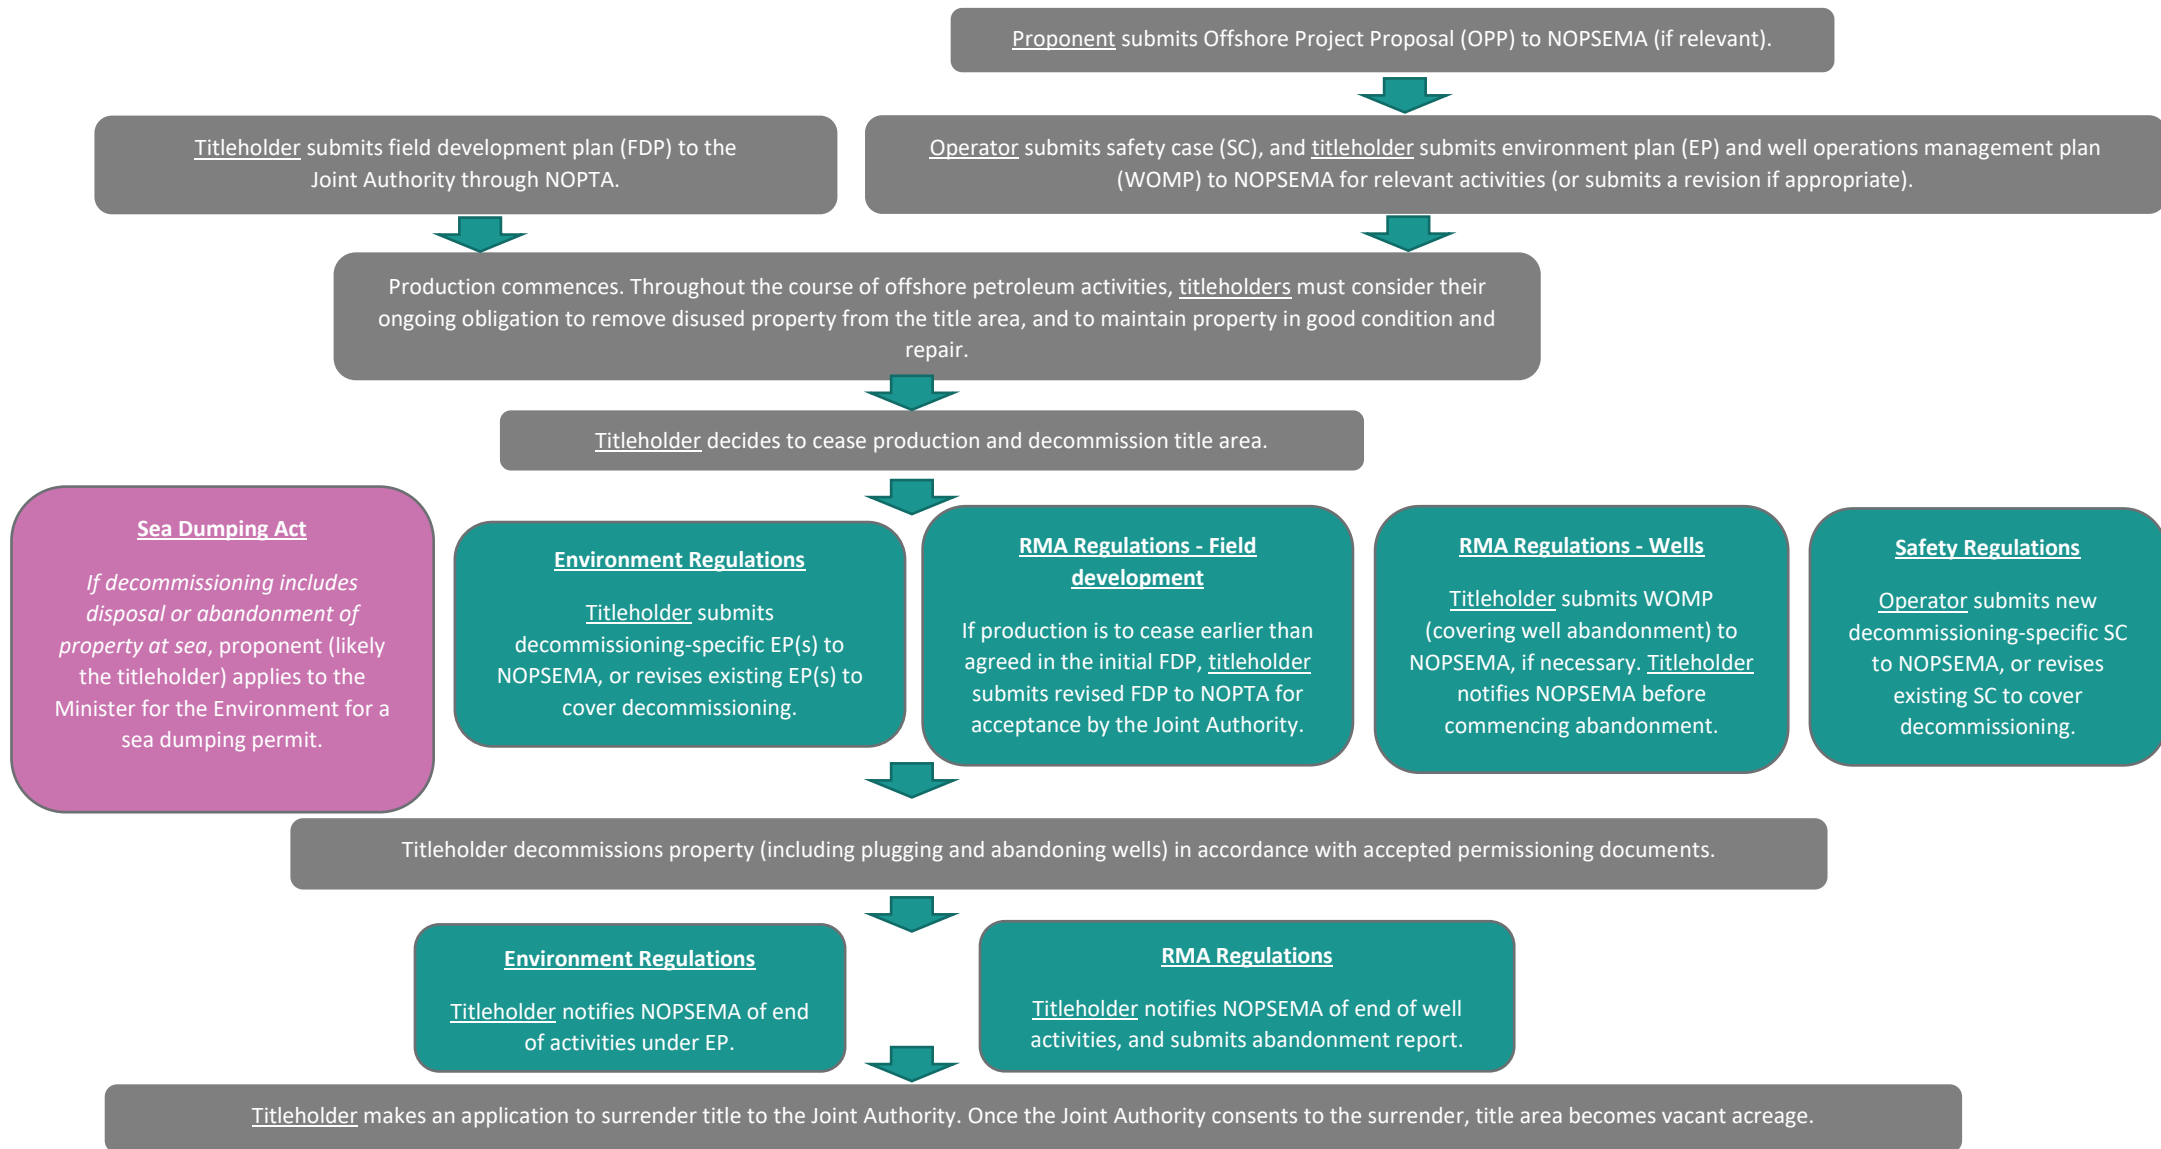 Proponent submits Offshore Project Proposal (OPP) to NOPSEMA (if relevant).
Titleholder submits field development plan (FDP) to the
Joint Authority through NOPTA.
Operator submits safety case (SC), and titleholder submits environment plan (EP) and well operations management plan
(WOMP) to NOPSEMA for relevant activities (or submits a revision if appropriate).
Production commences. Throughout the course of offshore petroleum activities, titleholders must consider their
ongoing obligation to remove disused property from the title area, and to maintain property in good condition and
repair.
Titleholder decides to cease production and decommission title area.
Sea Dumping Act
If decommissioning includes
disposal or abandonment of
property at sea, proponent (likely
the titleholder) applies to the
Minister for the Environment for a
sea dumping permit.
Environment Regulations
Titleholder submits
decommissioning-specific EP(s) to
NOPSEMA, or revises existing EP(s) to
cover decommissioning.
RMA Regulations - Field
development
If production is to cease earlier than
agreed in the initial FDP, titleholder
submits revised FDP to NOPTA for
acceptance by the Joint Authority.
RMA Regulations - Wells
Titleholder submits WOMP
(covering well abandonment) to
NOPSEMA, if necessary. Titleholder
notifies NOPSEMA before
commencing abandonment.
Safety Regulations
Operator submits new
decommissioning-specific SC
to NOPSEMA, or revises
existing SC to cover
decommissioning.
Titleholder decommissions property (including plugging and abandoning wells) in accordance with accepted permissioning documents.
Environment Regulations
Titleholder notifies NOPSEMA of end
of activities under EP.
RMA Regulations
Titleholder notifies NOPSEMA of end of well
activities, and submits abandonment report.
Titleholder makes an application to surrender title to the Joint Authority. Once the Joint Authority consents to the surrender, title area becomes vacant acreage.